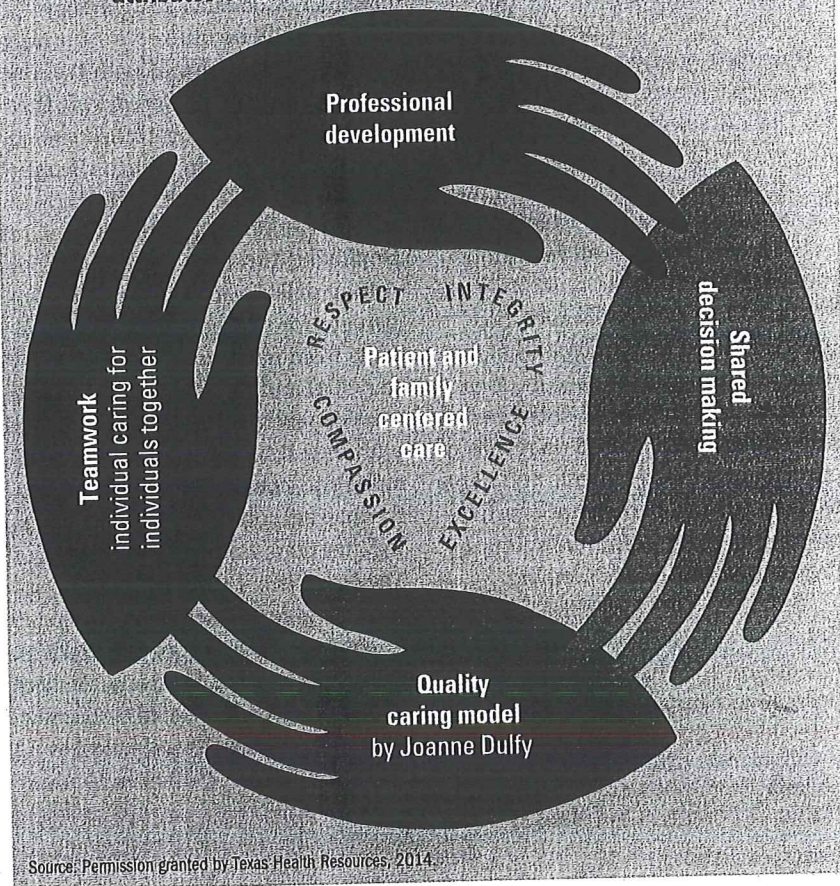 Professional
development
Shared
decision making
RESPECT INTEGRITY
COMPASSION EXCELLENCE
Patient and
family
centered
care
Teamwork
individual caring for
individuals together
Quality
caring model
by Joanne Dulfy
Source: Permission granted by Texas Health Resources, 2014.